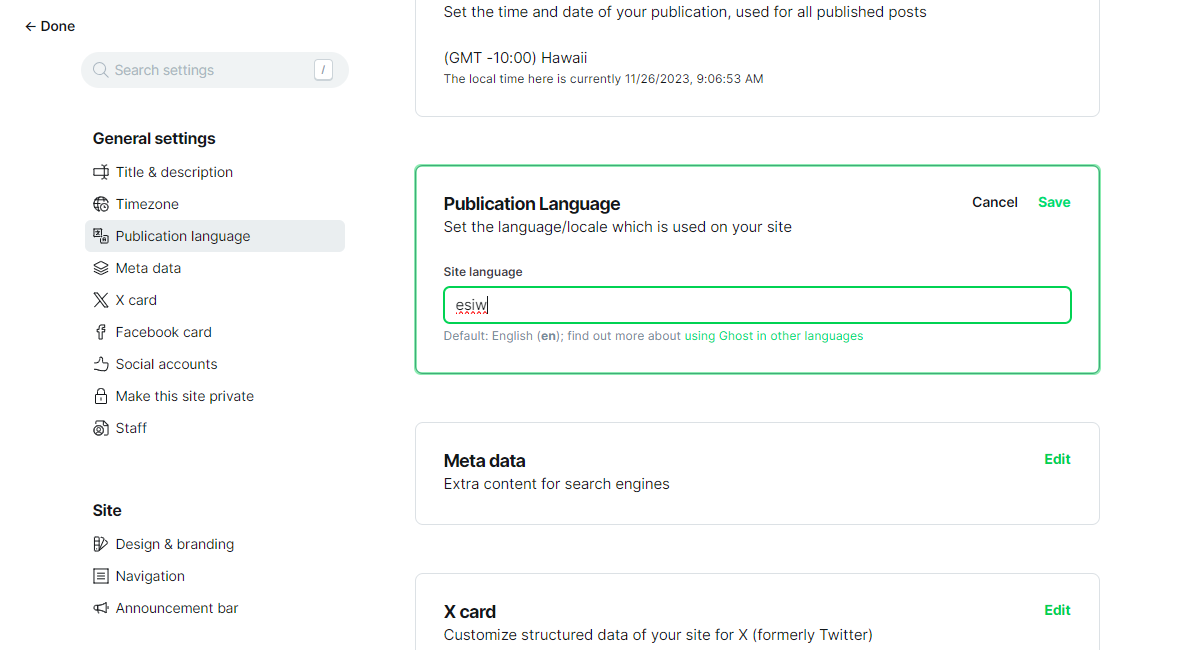 ← Done
Search settings /
General settings
Title & description
Timezone
Publication language
Meta data
X card
Facebook card
Social accounts
Make this site private
Staff
Site
Design & branding
Navigation
Announcement bar
Set the time and date of your publication, used for all published posts
(GMT -10:00) Hawaii
The local time here is currently 11/26/2023, 9:06:53 AM
Publication Language
Cancel Save
Set the language/locale which is used on your site
Site language
esiw
Default: English (en); find out more about using Ghost in other languages
Meta data
Edit
Extra content for search engines
X card
Edit
Customize structured data of your site for X (formerly Twitter)